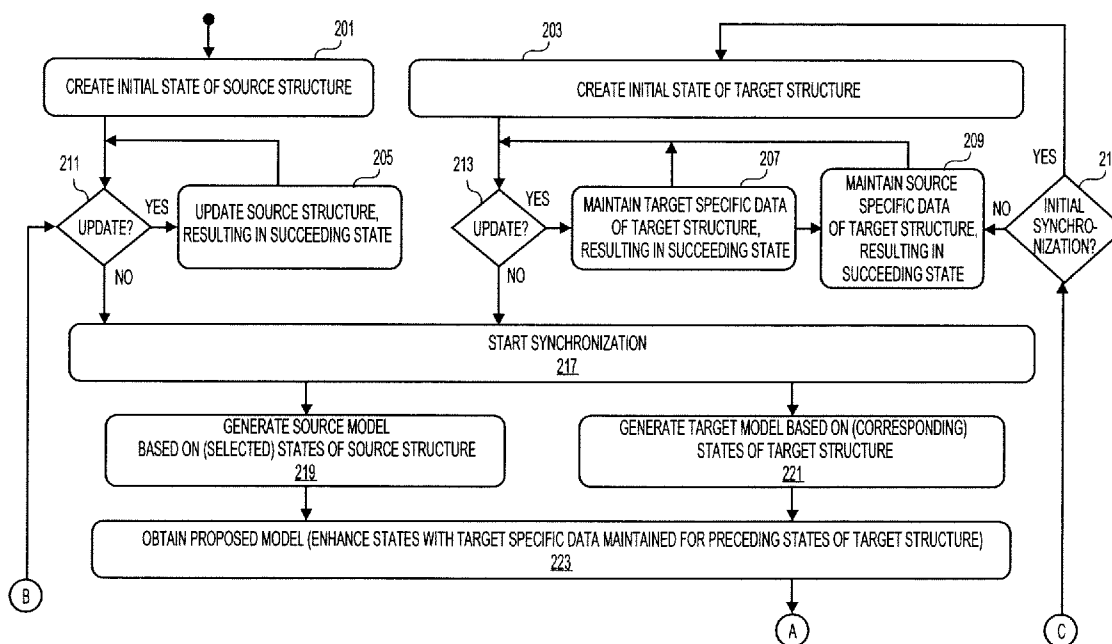 201
CREATE INITIAL STATE OF SOURCE STRUCTURE
203
CREATE INITIAL STATE OF TARGET STRUCTURE
211
UPDATE?
YES
NO
205
UPDATE SOURCE STRUCTURE,
RESULTING IN SUCCEEDING STATE
213
UPDATE?
YES
NO
207
MAINTAIN TARGET SPECIFIC DATA
OF TARGET STRUCTURE,
RESULTING IN SUCCEEDING STATE
209
MAINTAIN SOURCE
SPECIFIC DATA
OF TARGET STRUCTURE,
RESULTING IN
SUCCEEDING STATE
YES
NO
INITIAL
SYNCHRO-
NIZATION?
START SYNCHRONIZATION
217
GENERATE SOURCE MODEL
BASED ON (SELECTED) STATES OF SOURCE STRUCTURE
219
GENERATE TARGET MODEL BASED ON (CORRESPONDING)
STATES OF TARGET STRUCTURE
221
OBTAIN PROPOSED MODEL (ENHANCE STATES WITH TARGET SPECIFIC DATA MAINTAINED FOR PRECEDING STATES OF TARGET STRUCTURE)
223
B
A
C